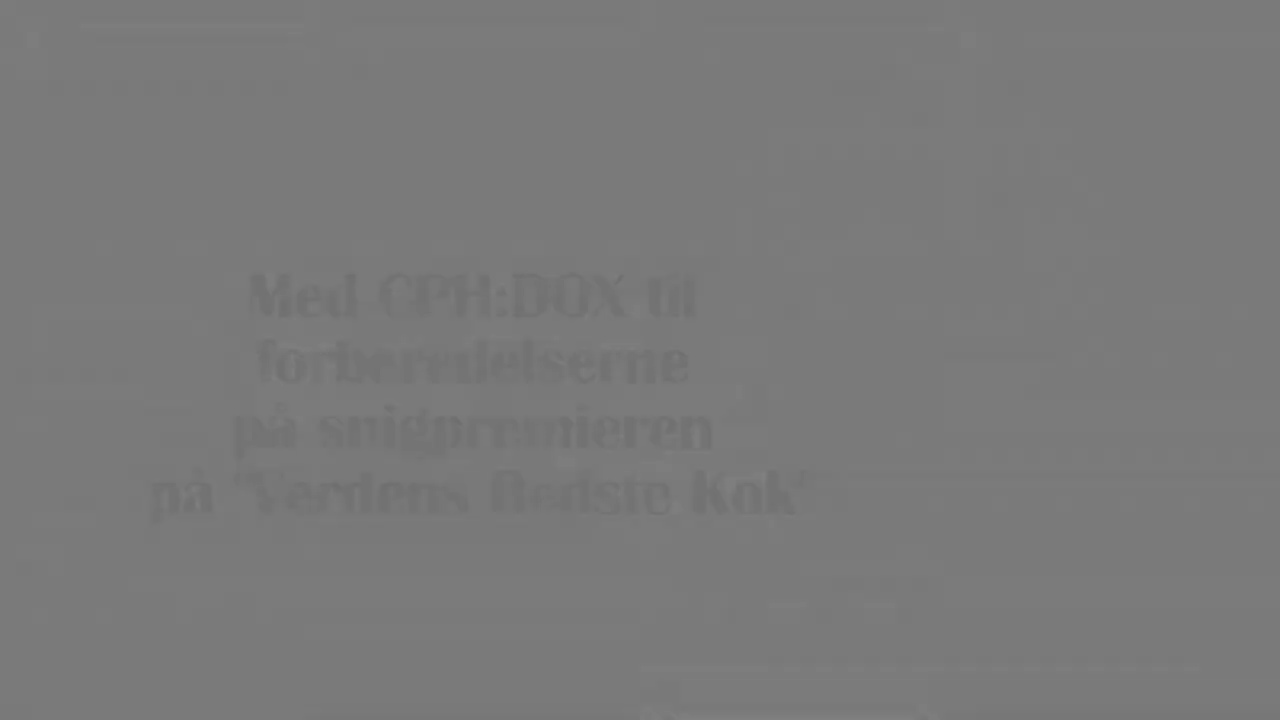 Med CPH:DOX til
forberedelserne
på snigpremieren
på 'Verdens Bedste Kok'